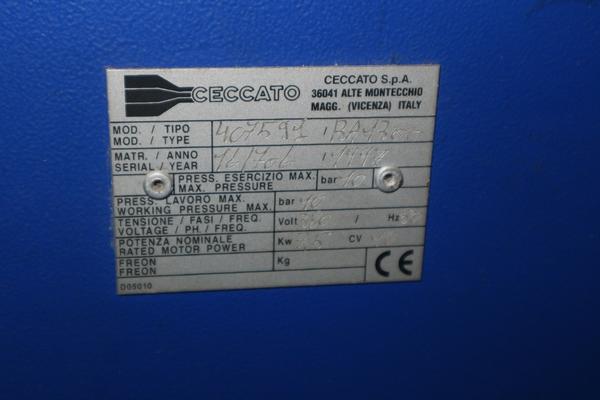 CECCATO
CECCATO S.p.A.
36041 ALTE MONTECCHIO
MAGG. (VICENZA) ITALY
MOD. / TIPO
MOD. / TYPE
MATR. / ANNO
SERIAL / YEAR
PRESS. ESERCIZIO MAX. bar 10
MAX. PRESSURE
PRESS. LAVORO MAX. bar 10
WORKING PRESSURE MAX.
TENSIONE / FASI / FREQ. Volt / Hz
VOLTAGE / PH. / FREQ.
POTENZA NOMINALE Kw CV
RATED MOTOR POWER
FREON Kg
FREON
CE
D05010